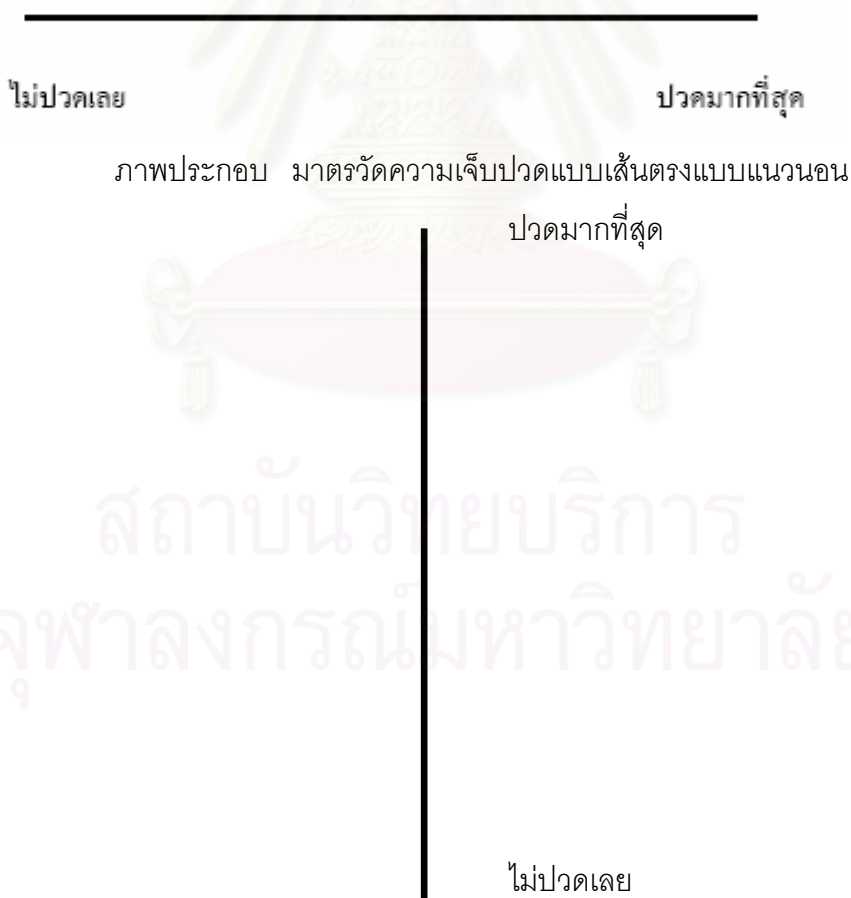 ไม่ปวดเลย ปวดมากที่สุด
ภาพประกอบ มาตรวัดความเจ็บปวดแบบเส้นตรงแบบแนวนอน
ปวดมากที่สุด
สถาบันวิทยบริการ
จุฬาลงกรณ์มหาวิทยาลัย
ไม่ปวดเลย